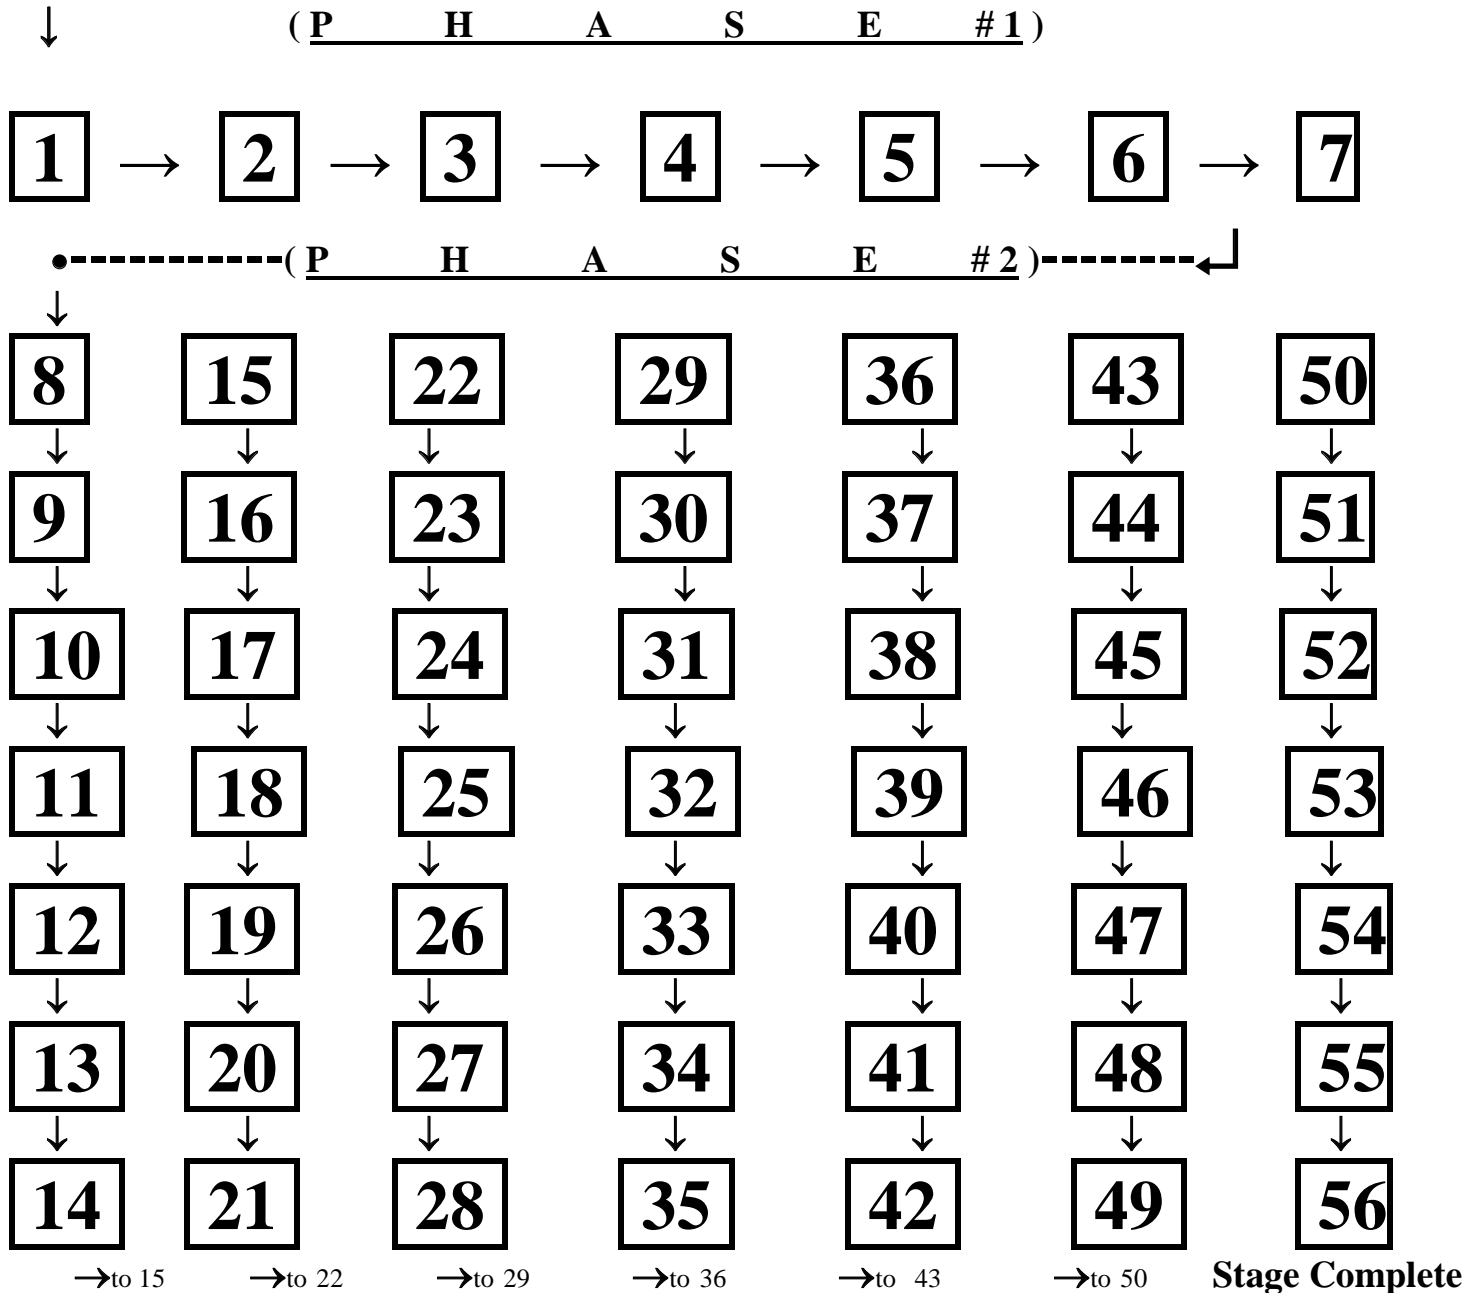 ↓ ( P H A S E # 1 )
1 → 2 → 3 → 4 → 5 → 6 → 7
( P H A S E # 2 )
↓
8 15 22 29 36 43 50
↓ ↓ ↓ ↓ ↓ ↓ ↓
9 16 23 30 37 44 51
↓ ↓ ↓ ↓ ↓ ↓ ↓
10 17 24 31 38 45 52
↓ ↓ ↓ ↓ ↓ ↓ ↓
11 18 25 32 39 46 53
↓ ↓ ↓ ↓ ↓ ↓ ↓
12 19 26 33 40 47 54
↓ ↓ ↓ ↓ ↓ ↓ ↓
13 20 27 34 41 48 55
↓ ↓ ↓ ↓ ↓ ↓ ↓
14 21 28 35 42 49 56
→to 15 →to 22 →to 29 →to 36 →to 43 →to 50 Stage Complete